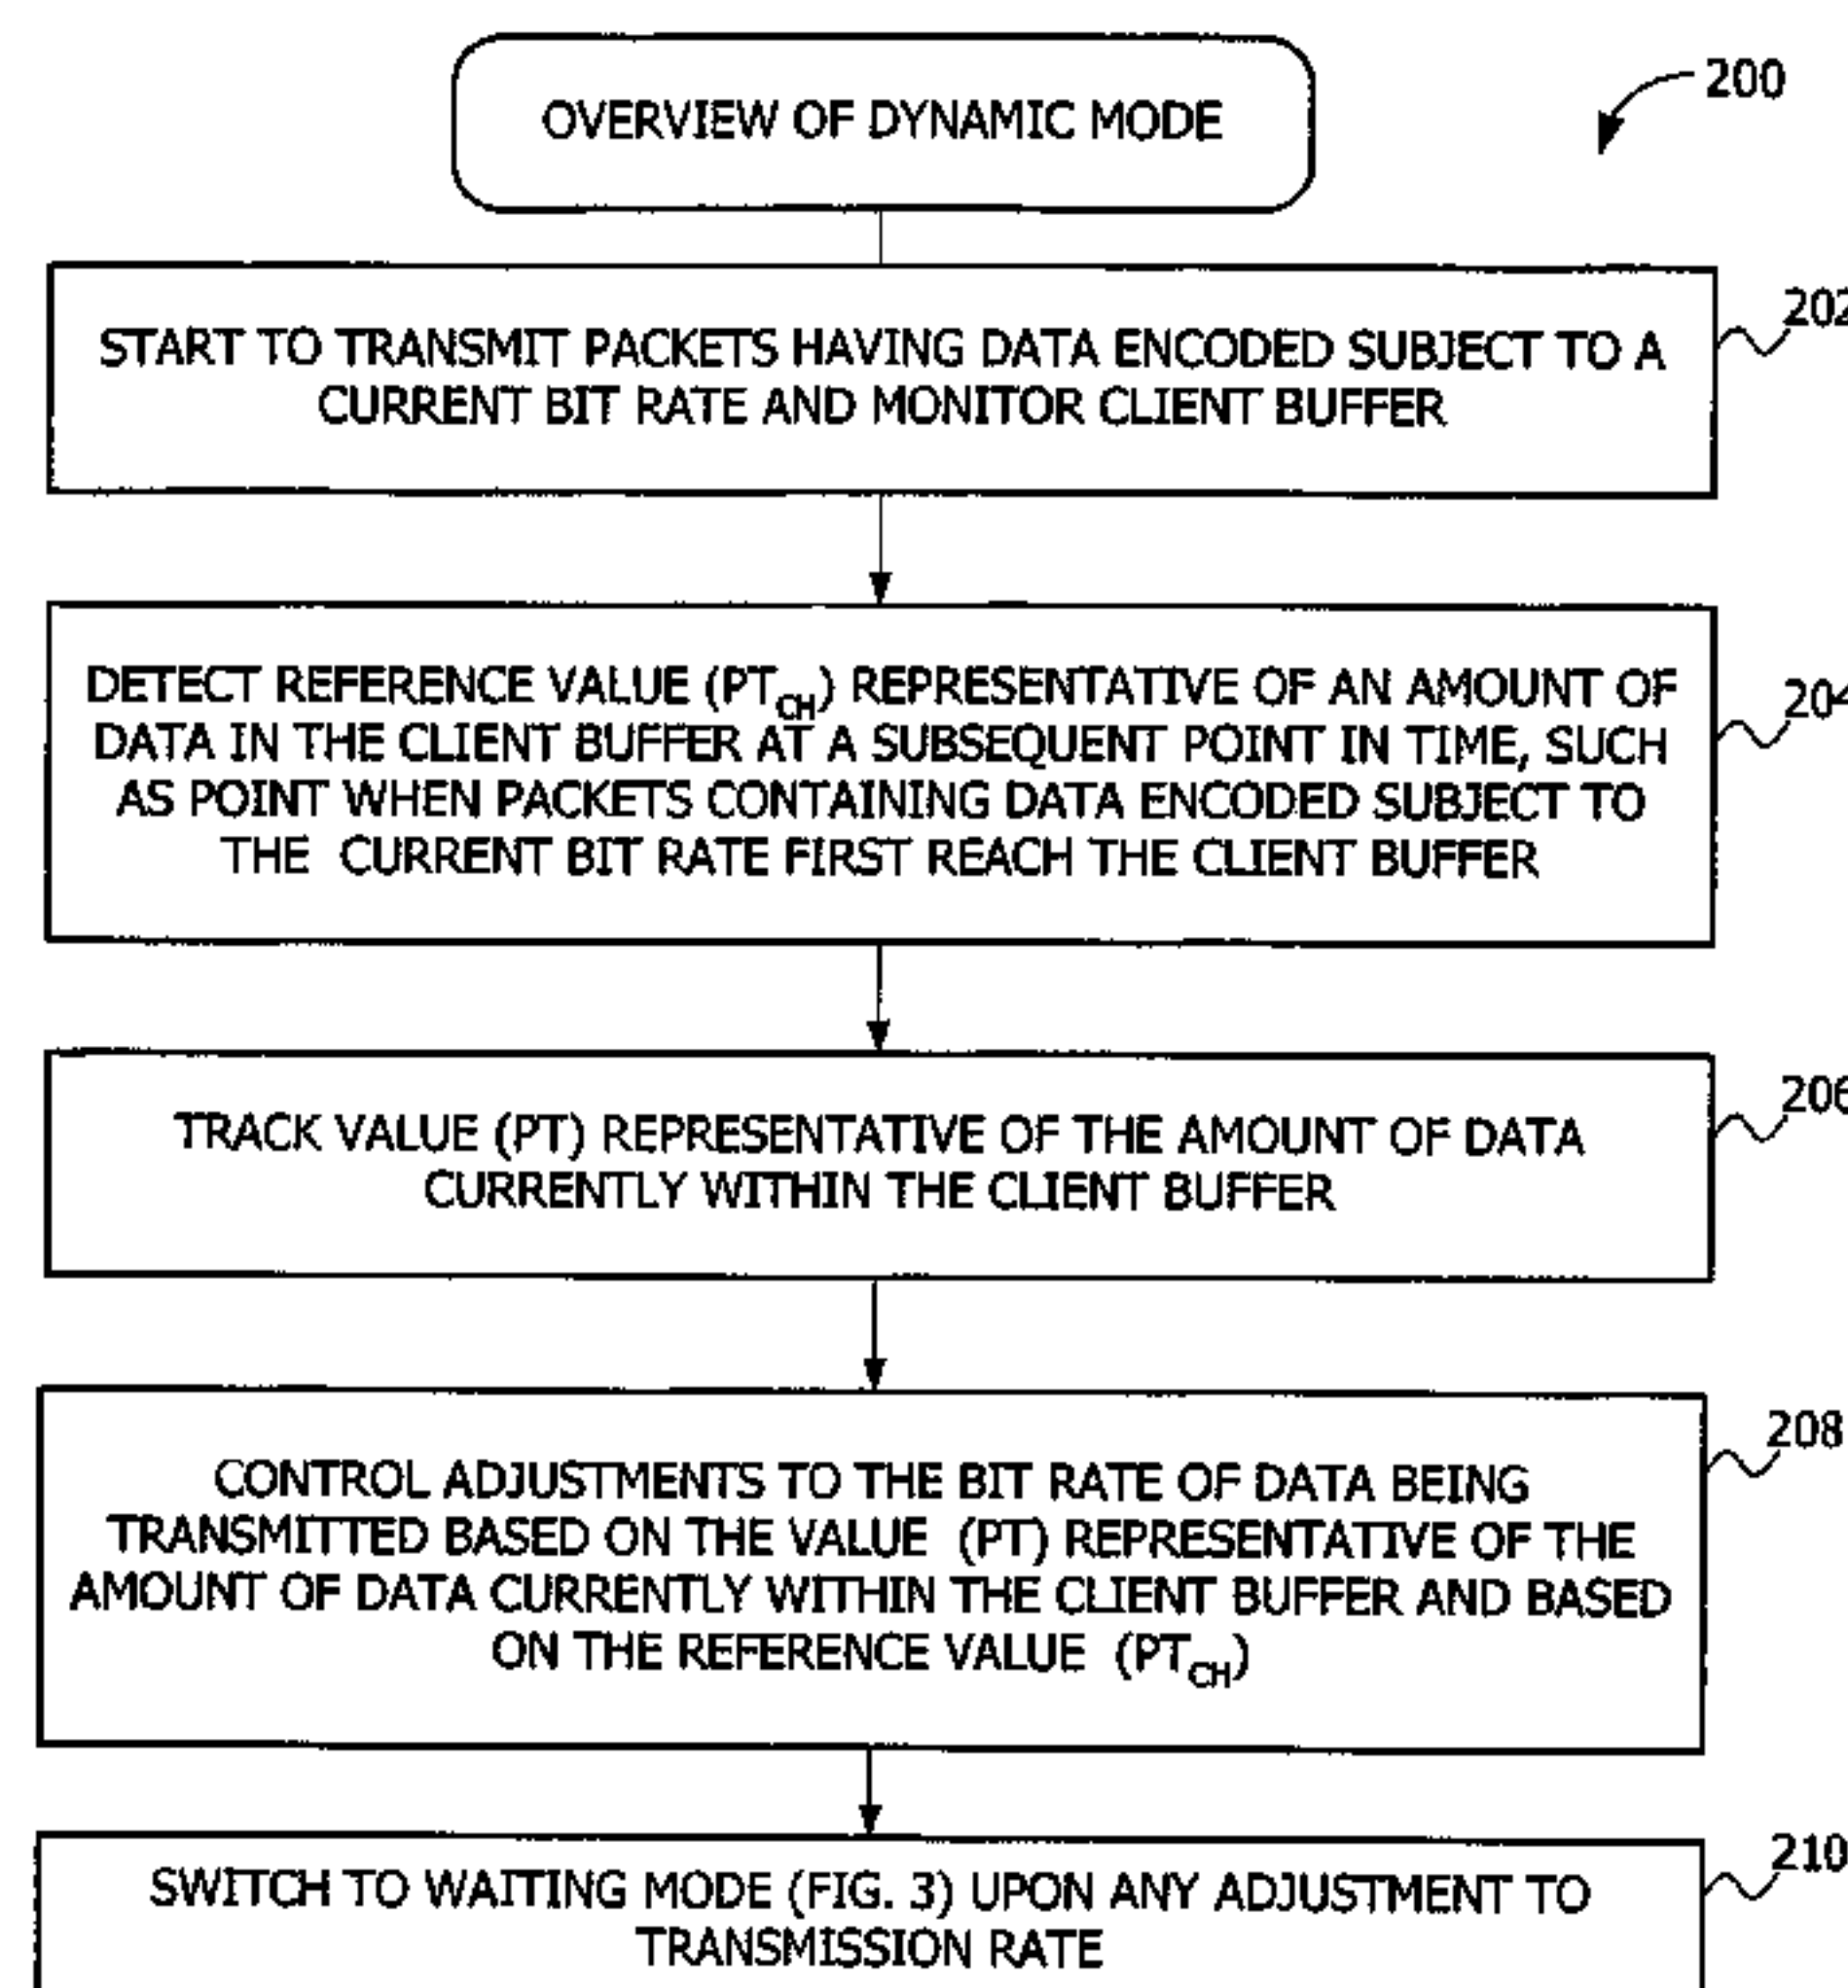 OVERVIEW OF DYNAMIC MODE
200
START TO TRANSMIT PACKETS HAVING DATA ENCODED SUBJECT TO A
CURRENT BIT RATE AND MONITOR CLIENT BUFFER
202
DETECT REFERENCE VALUE (PT_CH) REPRESENTATIVE OF AN AMOUNT OF
DATA IN THE CLIENT BUFFER AT A SUBSEQUENT POINT IN TIME, SUCH
AS POINT WHEN PACKETS CONTAINING DATA ENCODED SUBJECT TO
THE CURRENT BIT RATE FIRST REACH THE CLIENT BUFFER
204
TRACK VALUE (PT) REPRESENTATIVE OF THE AMOUNT OF DATA
CURRENTLY WITHIN THE CLIENT BUFFER
206
CONTROL ADJUSTMENTS TO THE BIT RATE OF DATA BEING
TRANSMITTED BASED ON THE VALUE (PT) REPRESENTATIVE OF THE
AMOUNT OF DATA CURRENTLY WITHIN THE CLIENT BUFFER AND BASED
ON THE REFERENCE VALUE (PT_CH)
208
SWITCH TO WAITING MODE (FIG. 3) UPON ANY ADJUSTMENT TO
TRANSMISSION RATE
210